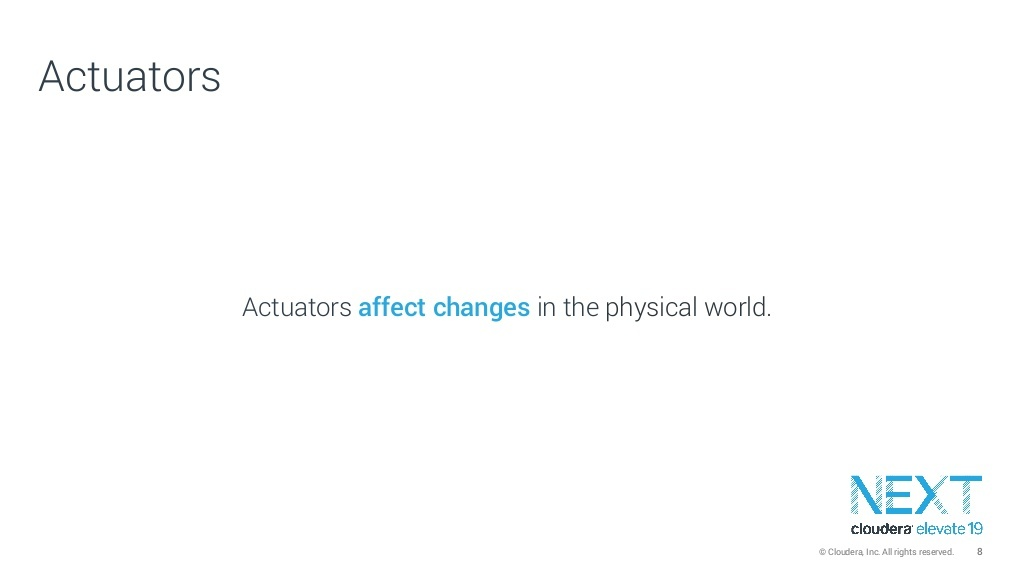 Actuators
Actuators affect changes in the physical world.
NEXT
cloudera elevate 19
© Cloudera, Inc. All rights reserved. 8